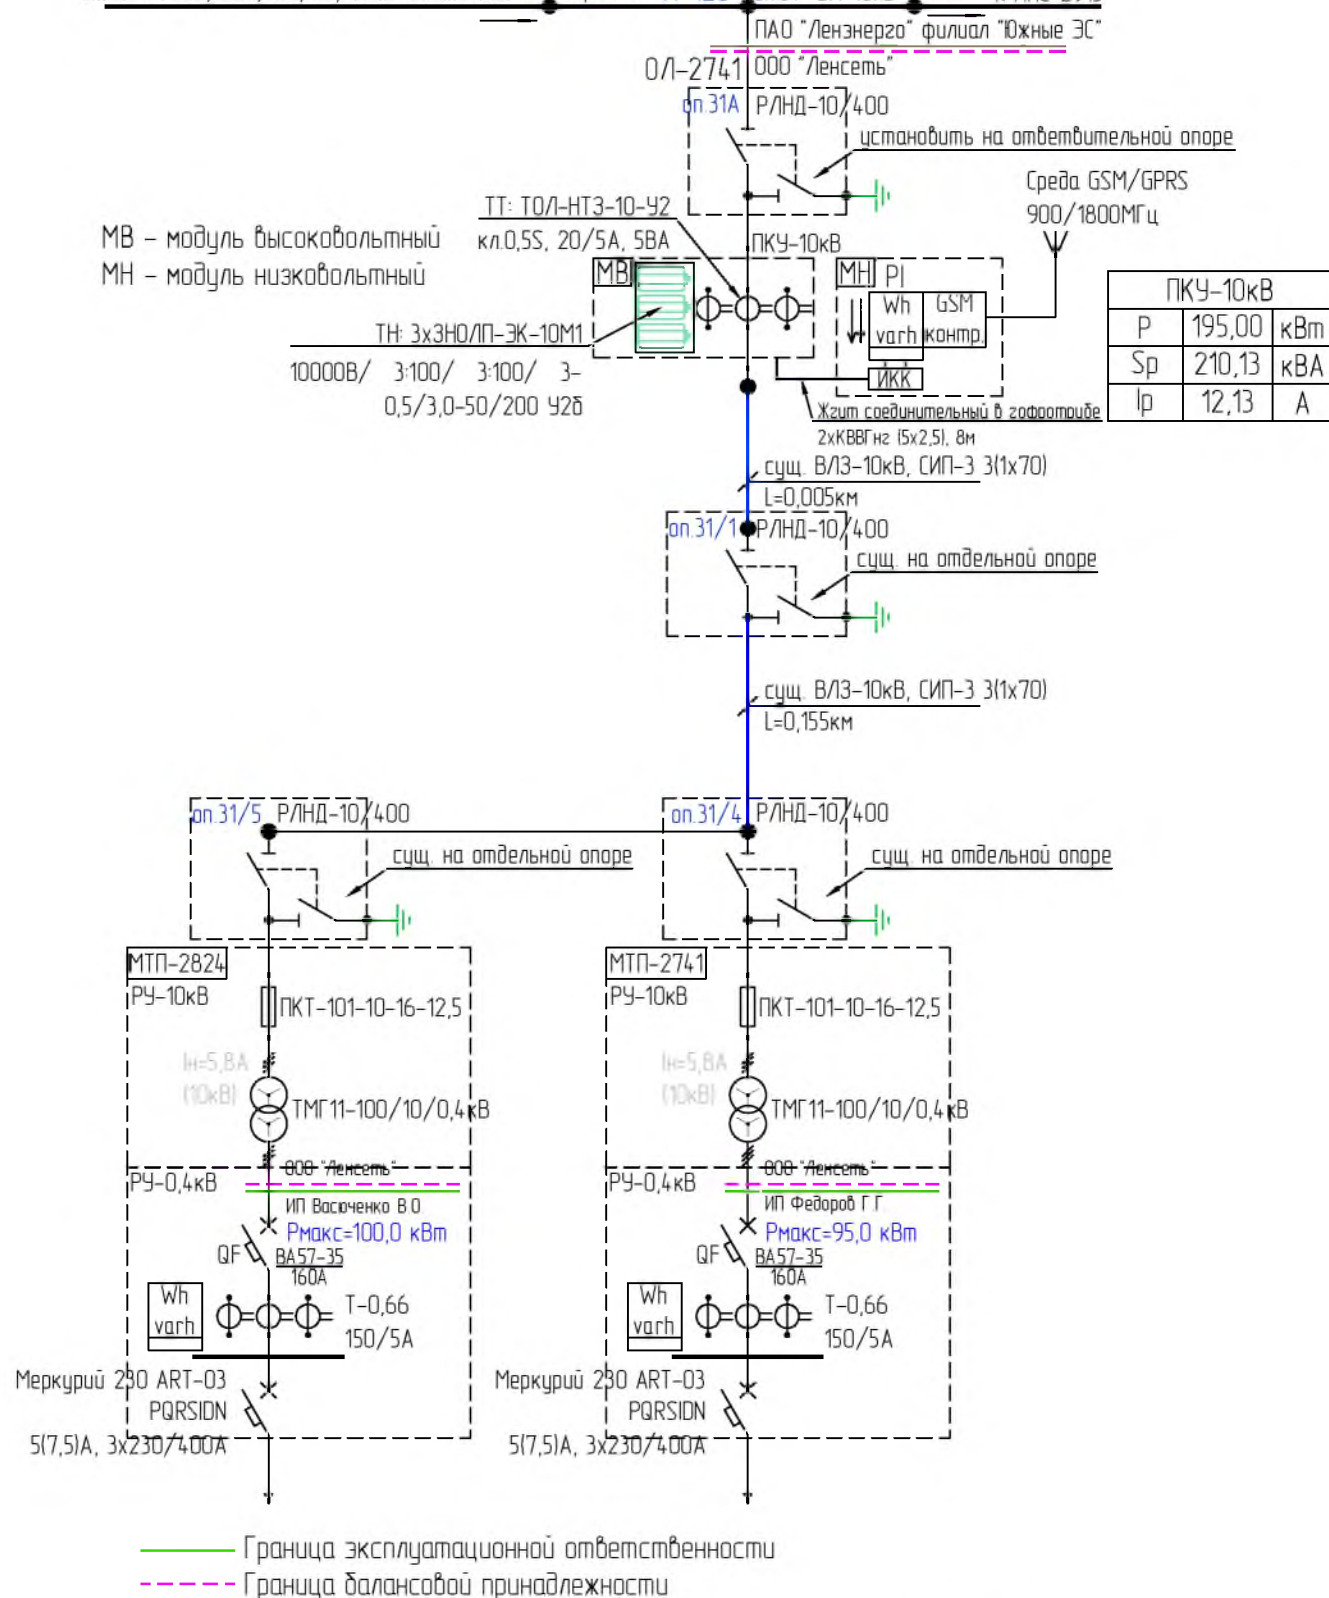 ПАО "Ленэнерго" филиал "Южные ЭС"
ОЛ-2741
ООО "Ленсеть"
оп.31А
РЛНД-10/400
установить на ответвительной опоре
Среда GSM/GPRS
900/1800МГц
ТТ: ТОЛ-НТЗ-10-У2
кл.0,5S, 20/5А, 5ВА
МВ - модуль высоковольтный
МН - модуль низковольтный
ПКУ-10кВ
МВ
МН
PI
Wh
varh
GSM
контр.
ИКК
ПКУ-10кВ
P 195,00 кВт
Sp 210,13 кВА
Ip 12,13 А
ТН: 3хЗНОЛП-ЭК-10М1
10000В/ 3:100/ 3:100/ 3-
0,5/3,0-50/200 У2б
Жгит соединительный в гофротрибе
2хКВВГнг (5х2,5), 8м
сущ. ВЛЗ-10кВ, СИП-3 3(1х70)
L=0,005км
оп.31/1
РЛНД-10/400
сущ. на отдельной опоре
сущ. ВЛЗ-10кВ, СИП-3 3(1х70)
L=0,155км
оп.31/5
РЛНД-10/400
сущ. на отдельной опоре
оп.31/4
РЛНД-10/400
сущ. на отдельной опоре
МТП-2824
РУ-10кВ
ПКТ-101-10-16-12,5
Iн=5,8А
(10кВ)
ТМГ11-100/10/0,4кВ
РУ-0,4кВ
ООО "Ленсеть"
ИП Васюченко В.О
Рмакс=100,0 кВт
QF
ВА57-35
160А
Wh
varh
Т-0,66
150/5А
Меркурий 230 ART-03
PQRSIDN
5(7,5)А, 3х230/400А
МТП-2741
РУ-10кВ
ПКТ-101-10-16-12,5
Iн=5,8А
(10кВ)
ТМГ11-100/10/0,4кВ
РУ-0,4кВ
ООО "Ленсеть"
ИП Федоров Г.Г
Рмакс=95,0 кВт
QF
ВА57-35
160А
Wh
varh
Т-0,66
150/5А
Меркурий 230 ART-03
PQRSIDN
5(7,5)А, 3х230/400А
Граница эксплуатационной ответственности
Граница балансовой принадлежности